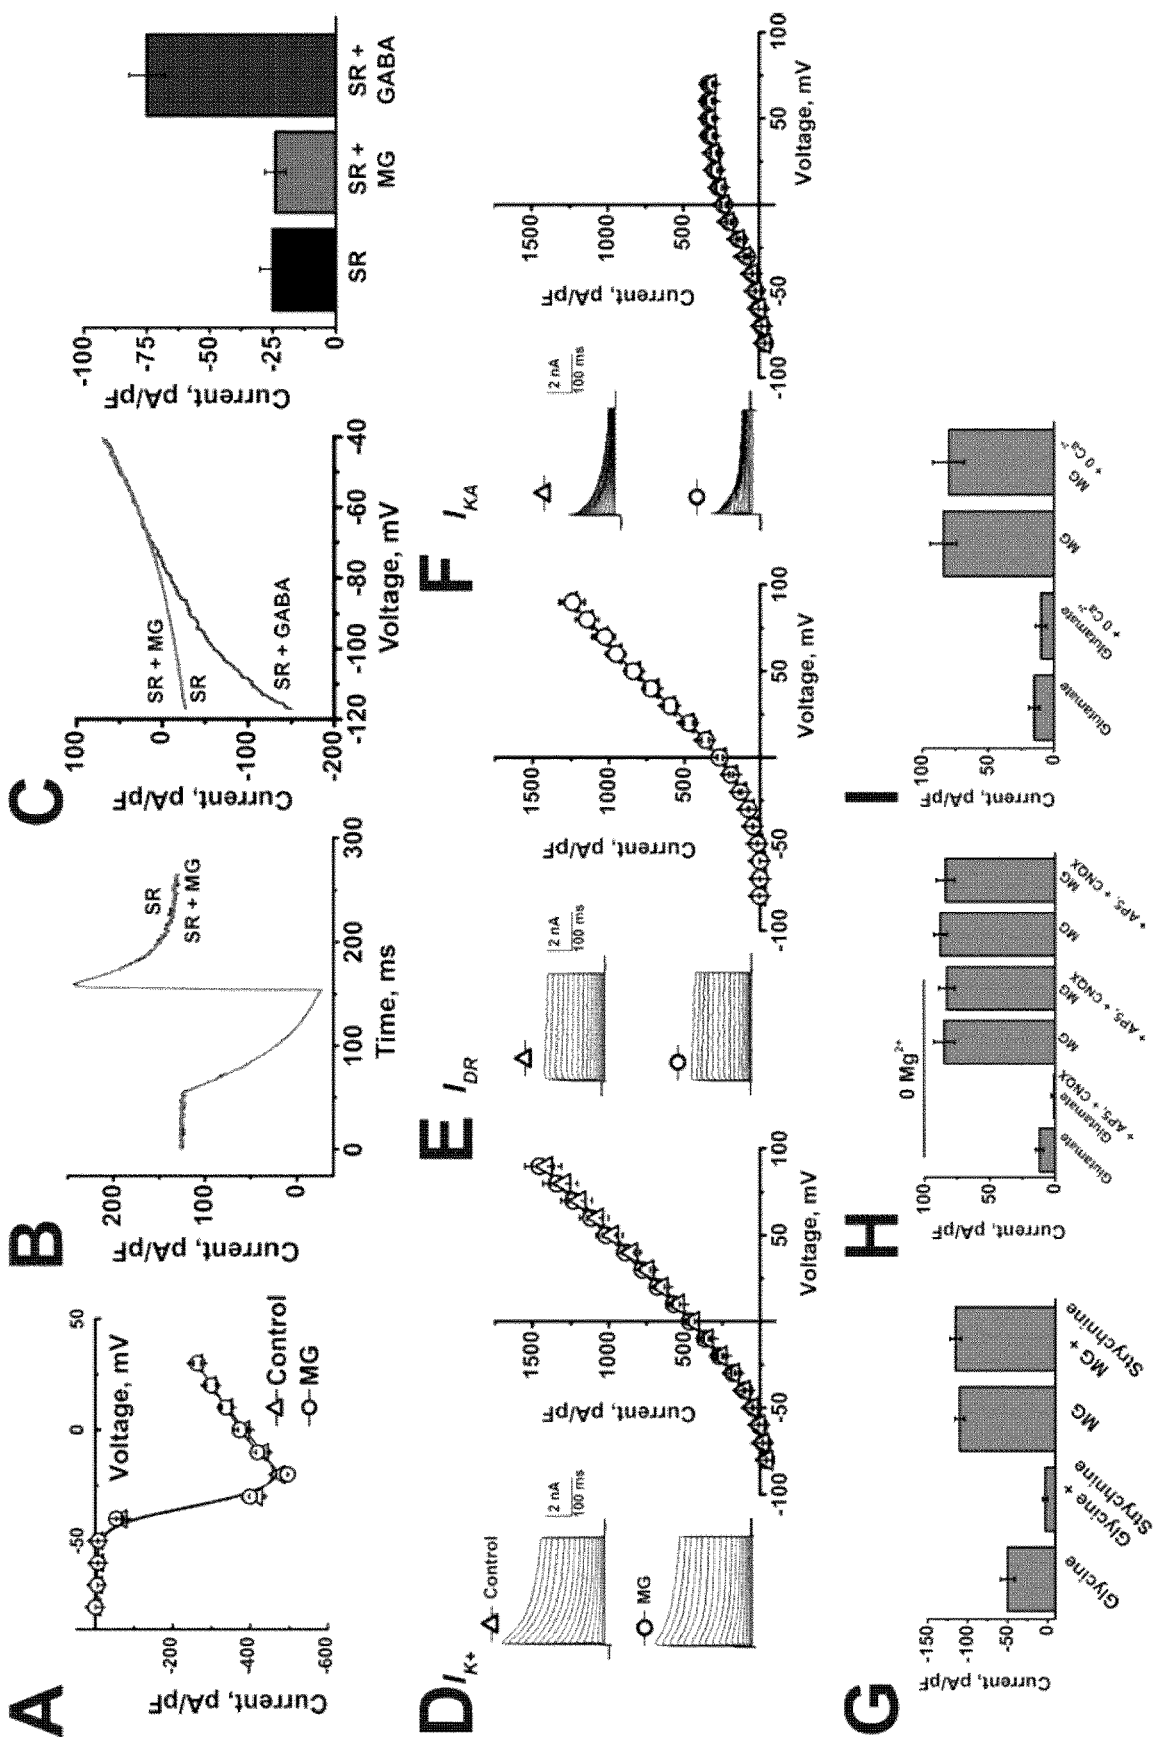 A
Current, pA/pF
-200
-400
-600
-50
0
50
Voltage, mV
Control
MG
B
Current, pA/pF
200
100
0
0
100
200
300
Time, ms
SR
SR + MG
C
Current, pA/pF
100
0
-100
-200
-120
-100
-80
-60
-40
Voltage, mV
SR + MG
SR
SR + GABA
Current, pA/pF
-100
-75
-50
-25
0
SR
SR +
MG
SR +
GABA
D
IK+
Control
MG
2 nA
100 ms
Current, pA/pF
1500
1000
500
-100
-50
50
100
Voltage, mV
E
IDR
2 nA
100 ms
Current, pA/pF
1500
1000
500
-100
-50
50
100
Voltage, mV
F
IKA
2 nA
100 ms
Current, pA/pF
1500
1000
500
-100
-50
50
100
Voltage, mV
G
Current, pA/pF
-150
-100
-50
0
Glycine
Glycine +
Strychnine
MG
MG +
Strychnine
H
Current, pA/pF
100
50
0
0 Mg2+
Glutamate
Glutamate
+ AP5, + CNQX
MG
MG
+ AP5, + CNQX
MG
MG
+ AP5, + CNQX
I
Current, pA/pF
100
50
0
Glutamate
Glutamate
+ 0 Ca2+
MG
MG
+ 0 Ca2+